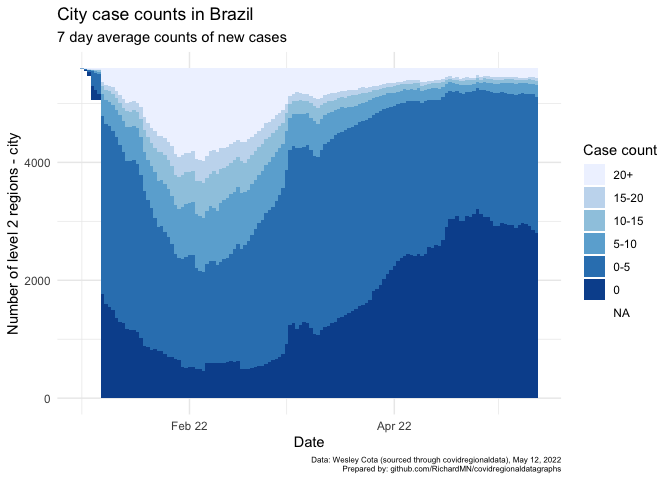 City case counts in Brazil
7 day average counts of new cases
Number of level 2 regions - city
4000
2000
0
Feb 22
Apr 22
Date
Case count
20+
15-20
10-15
5-10
0-5
0
NA
Data: Wesley Cota (sourced through covidregionaldata), May 12, 2022
Prepared by: github.com/RichardMN/covidregionaldatagraphs